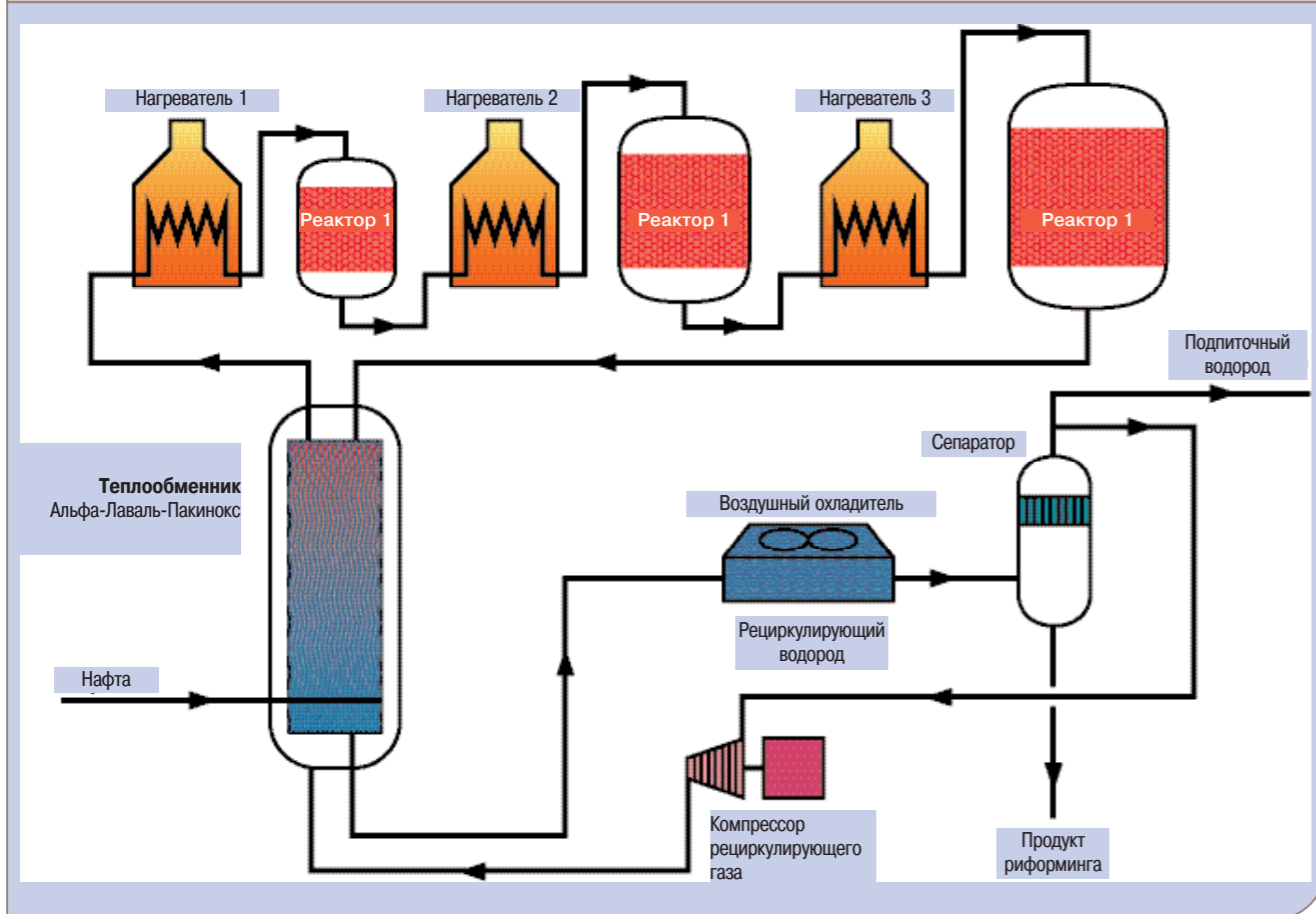 Нагреватель 1
Нагреватель 2
Нагреватель 3
Реактор 1
Реактор 1
Реактор 1
Подпиточный
водород
Сепаратор
Теплообменник
Альфа-Лаваль-Пакинокс
Воздушный охладитель
Рециркулирующий
водород
Нафта
Компрессор
рециркулирующего
газа
Продукт
риформинга